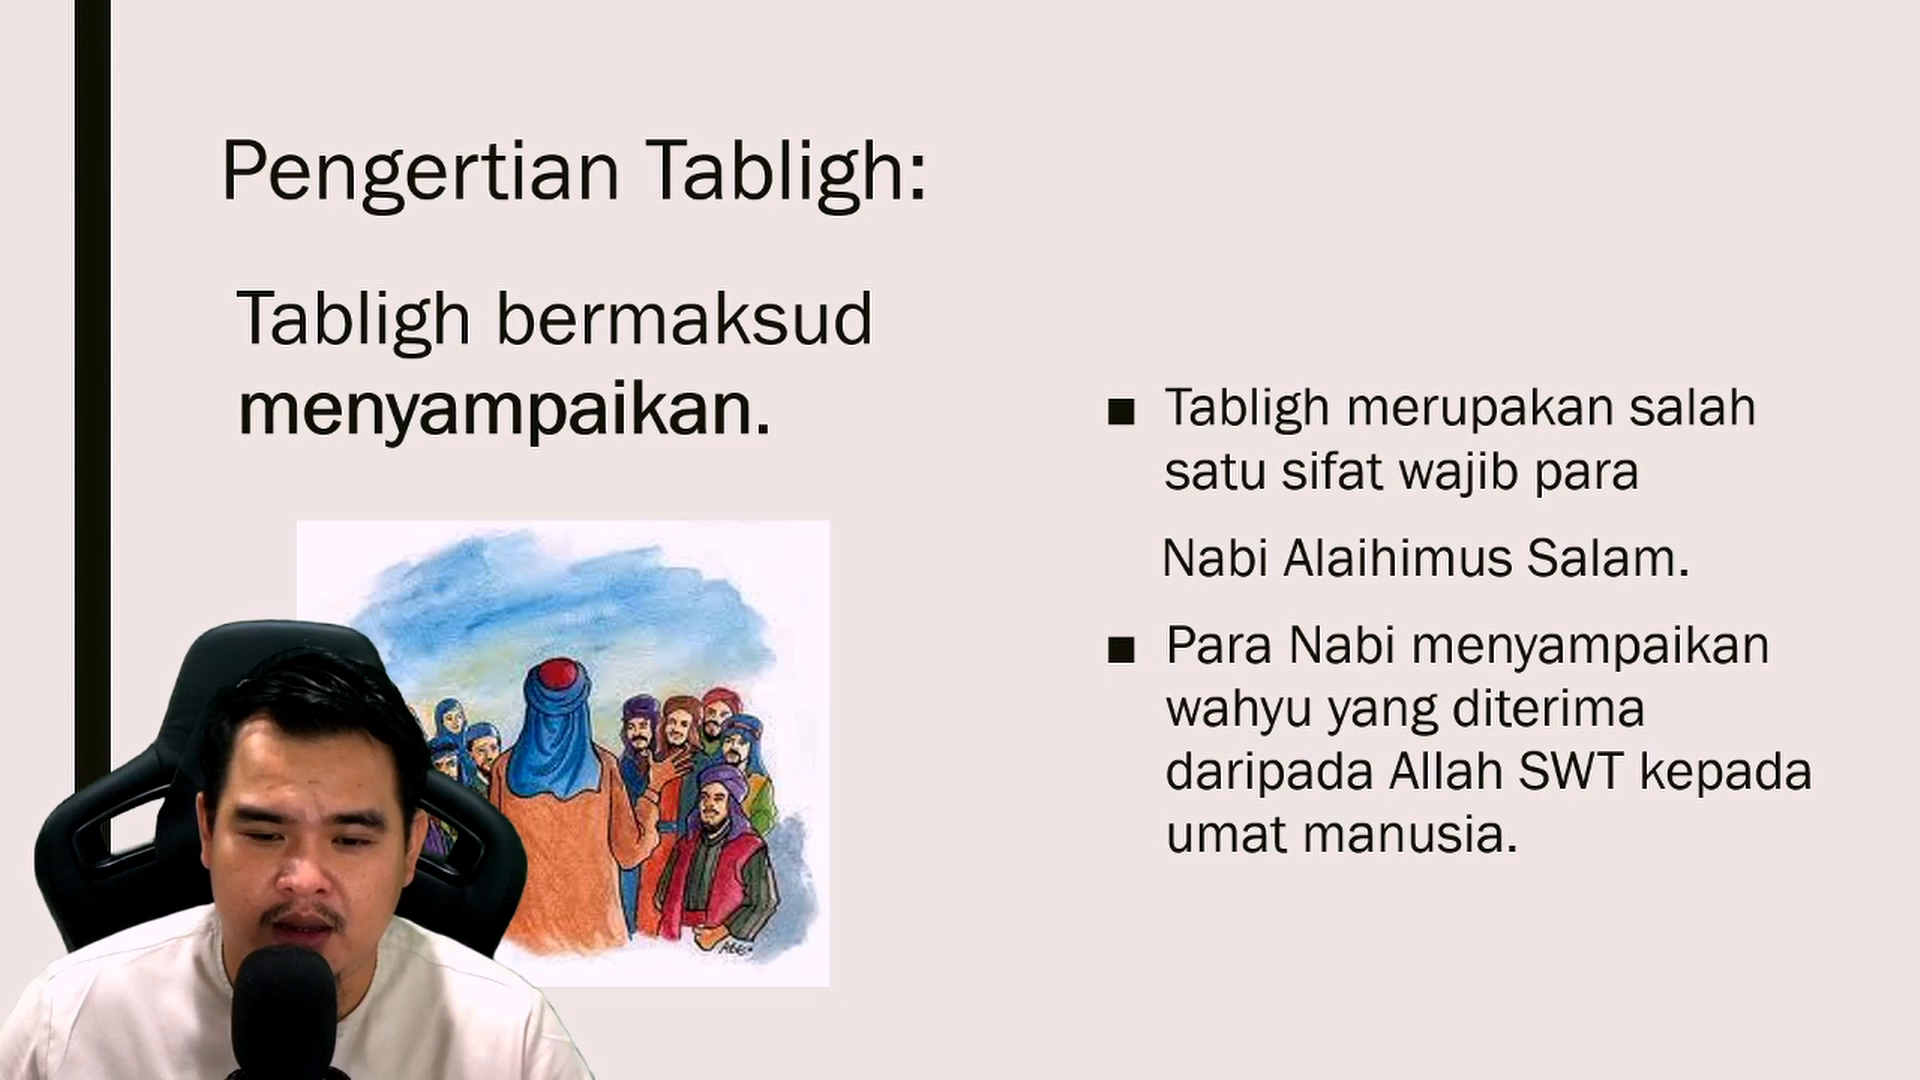 Pengertian Tabligh:
Tabligh bermaksud
menyampaikan.
■ Tabligh merupakan salah
satu sifat wajib para
Nabi Alaihimus Salam.
■ Para Nabi menyampaikan
wahyu yang diterima
daripada Allah SWT kepada
umat manusia.